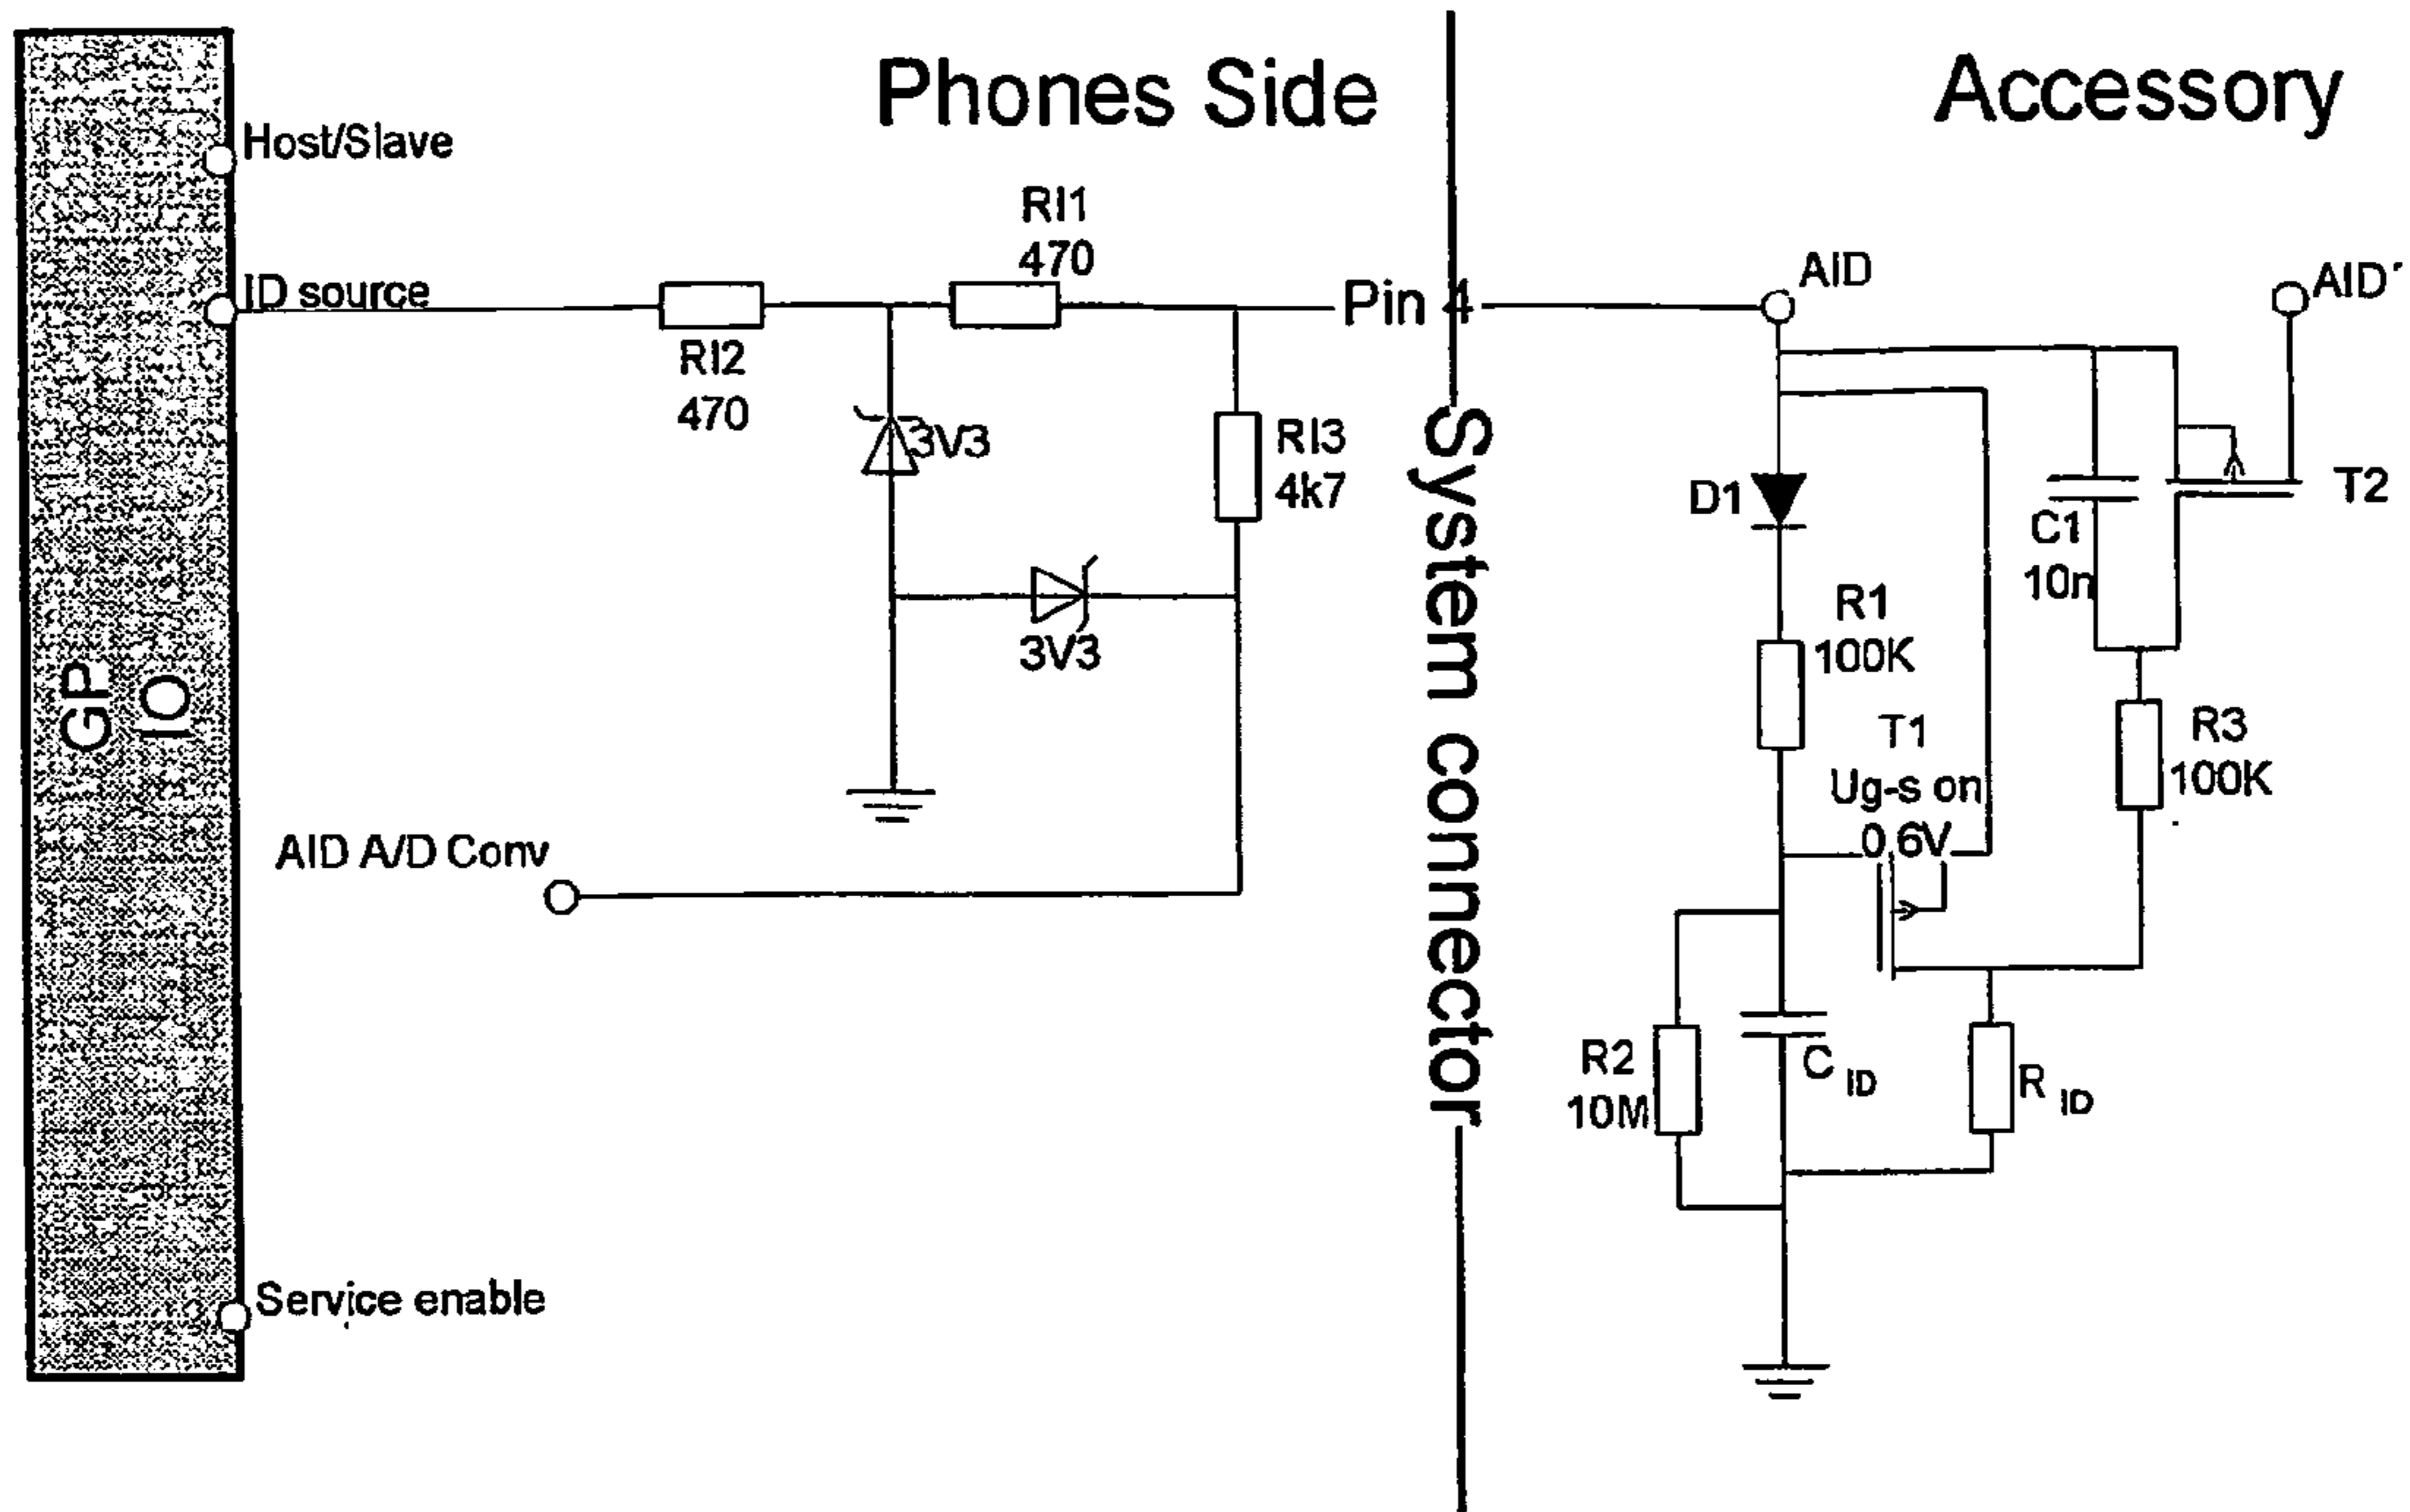 Phones Side
Accessory
Host/Slave
ID source
RI1
470
RI2
470
3V3
RI3
4k7
3V3
Pin 4
AID
AID'
D1
C1
10n
T2
R1
100K
T1
Ug-s on
0.6V
R3
100K
GP
IO
System connector
AID A/D Conv
R2
10M
C ID
R ID
Service enable